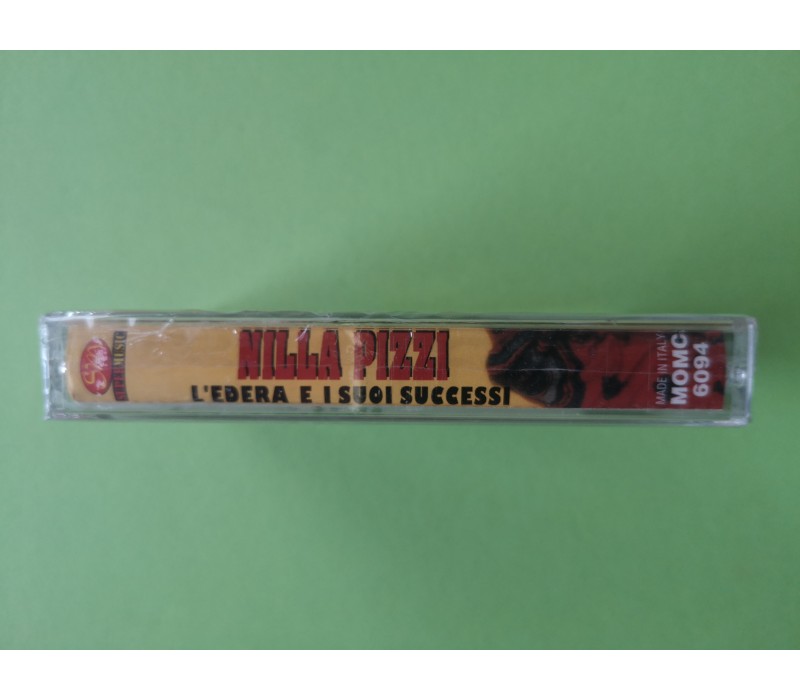 NILLA PIZZI
L'EDERA E I SUOI SUCCESSI
MADE IN ITALY
MOMC
6094